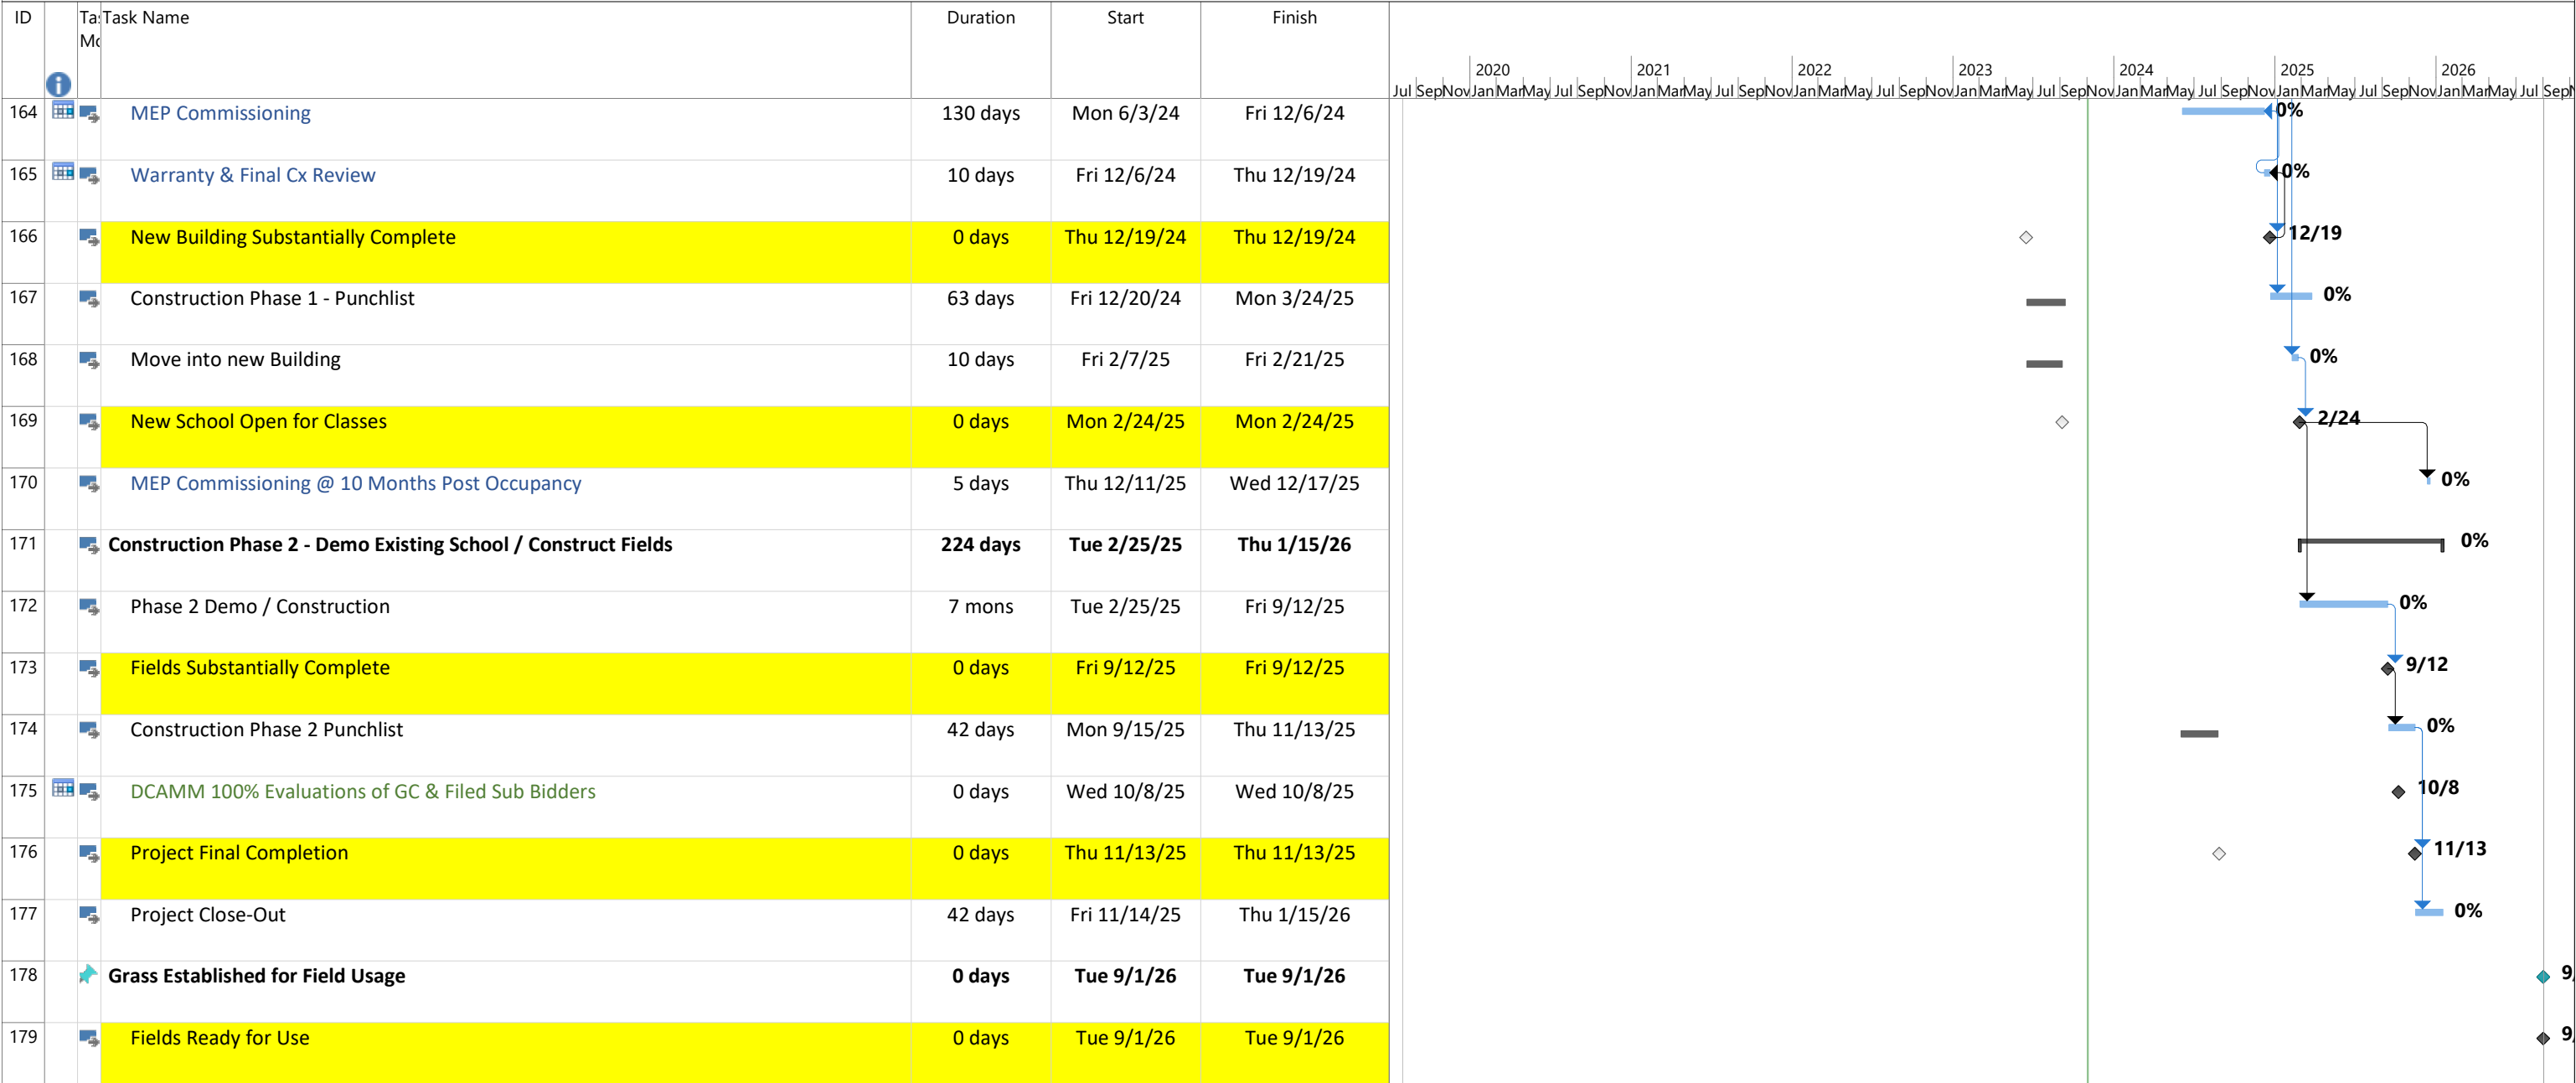 ID Ta: Task Name Duration Start Finish
Mo
2020 2021 2022 2023 2024 2025 2026
Jul Sep Nov Jan Mar May Jul Sep Nov Jan Mar May Jul Sep Nov Jan Mar May Jul Sep Nov Jan Mar May Jul Sep Nov Jan Mar May Jul Sep Nov Jan Mar May Jul Sep Nov Jan Mar May Jul Sep N
164 MEP Commissioning 130 days Mon 6/3/24 Fri 12/6/24 0%
165 Warranty & Final Cx Review 10 days Fri 12/6/24 Thu 12/19/24 0%
166 New Building Substantially Complete 0 days Thu 12/19/24 Thu 12/19/24 12/19
167 Construction Phase 1 - Punchlist 63 days Fri 12/20/24 Mon 3/24/25 0%
168 Move into new Building 10 days Fri 2/7/25 Fri 2/21/25 0%
169 New School Open for Classes 0 days Mon 2/24/25 Mon 2/24/25 2/24
170 MEP Commissioning @ 10 Months Post Occupancy 5 days Thu 12/11/25 Wed 12/17/25 0%
171 Construction Phase 2 - Demo Existing School / Construct Fields 224 days Tue 2/25/25 Thu 1/15/26 0%
172 Phase 2 Demo / Construction 7 mons Tue 2/25/25 Fri 9/12/25 0%
173 Fields Substantially Complete 0 days Fri 9/12/25 Fri 9/12/25 9/12
174 Construction Phase 2 Punchlist 42 days Mon 9/15/25 Thu 11/13/25 0%
175 DCAMM 100% Evaluations of GC & Filed Sub Bidders 0 days Wed 10/8/25 Wed 10/8/25 10/8
176 Project Final Completion 0 days Thu 11/13/25 Thu 11/13/25 11/13
177 Project Close-Out 42 days Fri 11/14/25 Thu 1/15/26 0%
178 Grass Established for Field Usage 0 days Tue 9/1/26 Tue 9/1/26 9/
179 Fields Ready for Use 0 days Tue 9/1/26 Tue 9/1/26 9/